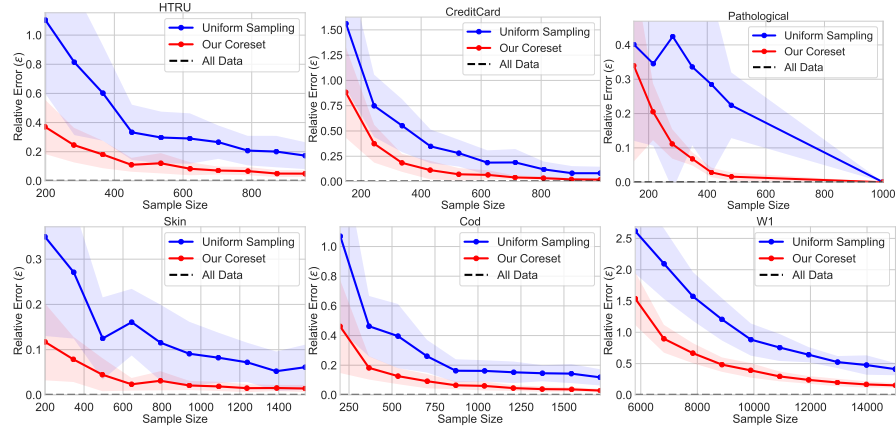 HTRU
Relative Error (ε)
1.0
0.8
0.6
0.4
0.2
0.0
200
400
600
800
Sample Size
Uniform Sampling
Our Coreset
All Data
CreditCard
Relative Error (ε)
1.50
1.25
1.00
0.75
0.50
0.25
0.00
200
400
600
800
Sample Size
Uniform Sampling
Our Coreset
All Data
Pathological
Relative Error (ε)
0.4
0.3
0.2
0.1
0.0
200
400
600
800
1000
Sample Size
Uniform Sampling
Our Coreset
All Data
Skin
Relative Error (ε)
0.3
0.2
0.1
0.0
200
400
600
800
1000
1200
1400
Sample Size
Uniform Sampling
Our Coreset
All Data
Cod
Relative Error (ε)
1.0
0.8
0.6
0.4
0.2
0.0
250
500
750
1000
1250
1500
Sample Size
Uniform Sampling
Our Coreset
All Data
W1
Relative Error (ε)
2.5
2.0
1.5
1.0
0.5
0.0
6000
8000
10000
12000
14000
Sample Size
Uniform Sampling
Our Coreset
All Data